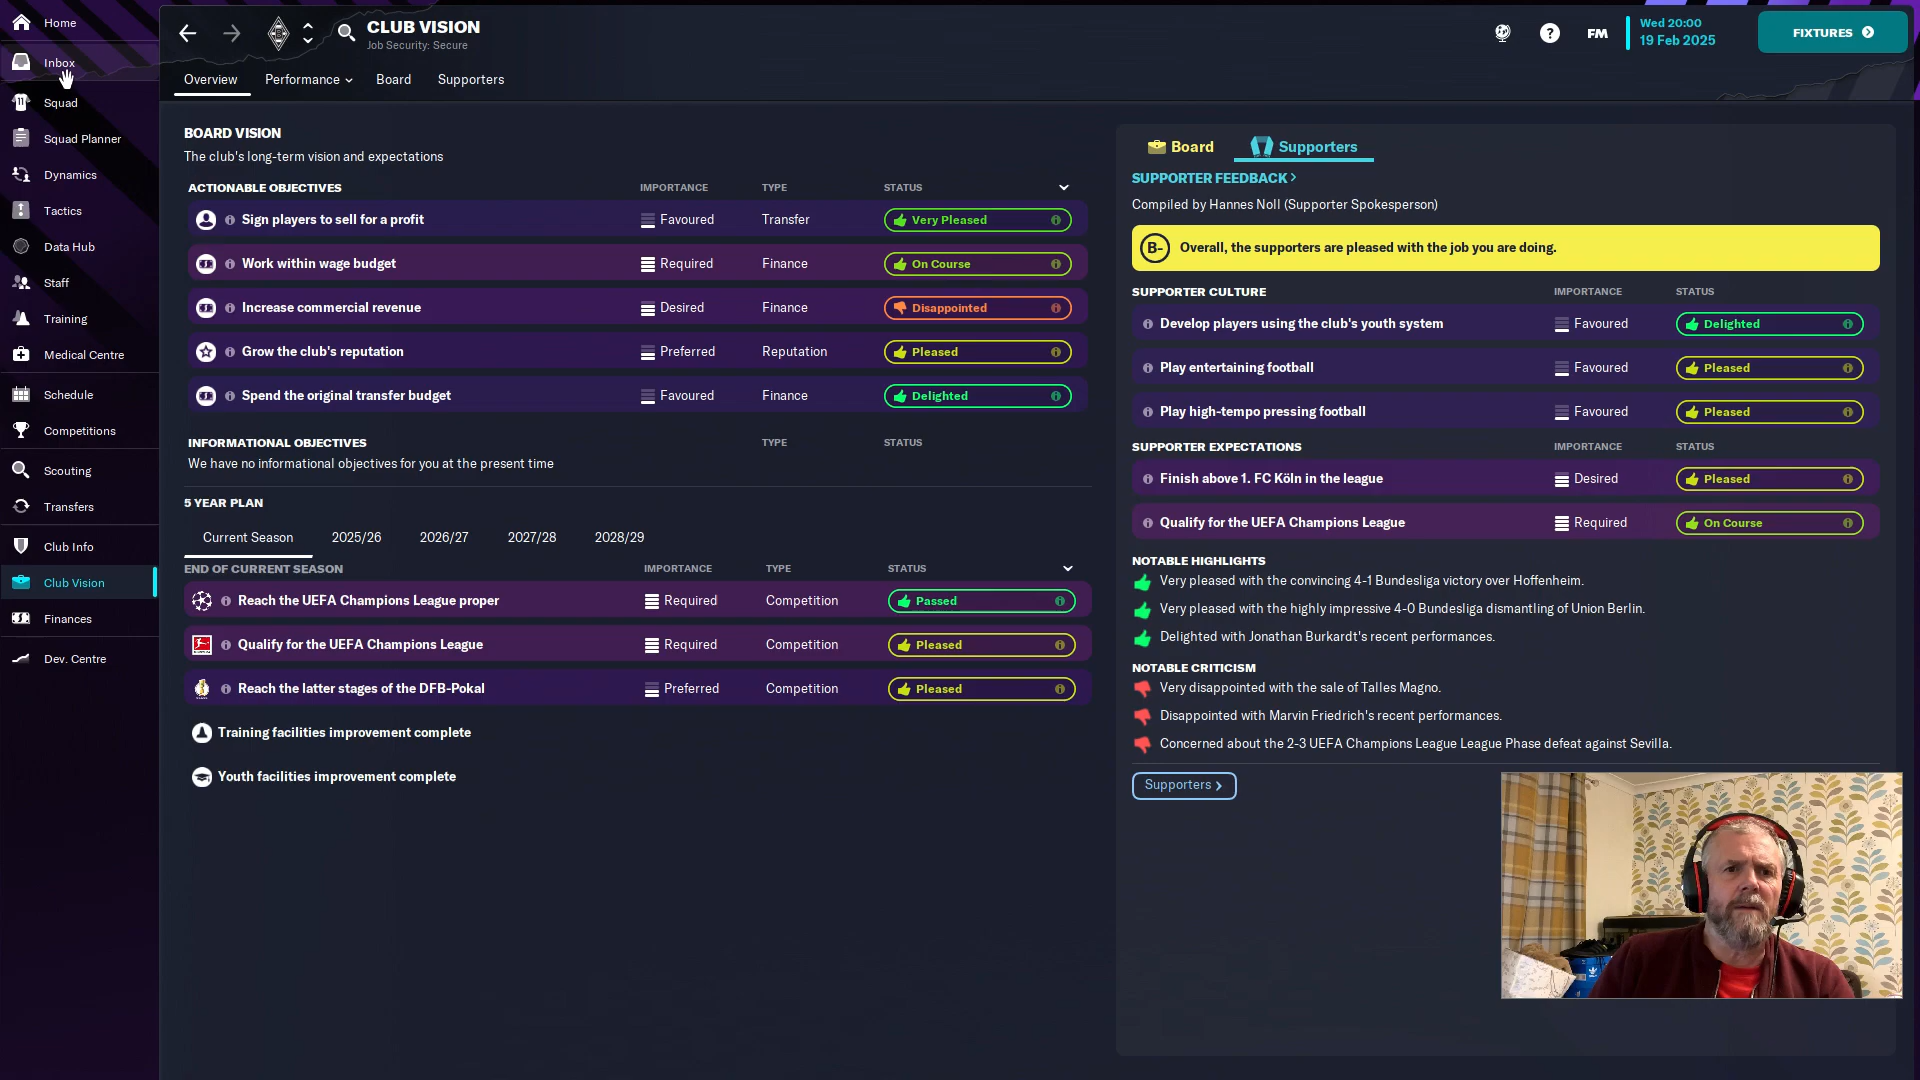 Home
Inbox
Squad
Squad Planner
Dynamics
Tactics
Data Hub
Staff
Training
Medical Centre
Schedule
Competitions
Scouting
Transfers
Club Info
Club Vision
Finances
Dev. Centre
CLUB VISION
Job Security: Secure
FM
Wed 20:00
19 Feb 2025
FIXTURES
Overview Performance Board Supporters
BOARD VISION
The club's long-term vision and expectations
ACTIONABLE OBJECTIVES IMPORTANCE TYPE STATUS
Sign players to sell for a profit Favoured Transfer Very Pleased
Work within wage budget Required Finance On Course
Increase commercial revenue Desired Finance Disappointed
Grow the club's reputation Preferred Reputation Pleased
Spend the original transfer budget Favoured Finance Delighted
INFORMATIONAL OBJECTIVES TYPE STATUS
We have no informational objectives for you at the present time
5 YEAR PLAN
Current Season 2025/26 2026/27 2027/28 2028/29
END OF CURRENT SEASON IMPORTANCE TYPE STATUS
Reach the UEFA Champions League proper Required Competition Passed
Qualify for the UEFA Champions League Required Competition Pleased
Reach the latter stages of the DFB-Pokal Preferred Competition Pleased
Training facilities improvement complete
Youth facilities improvement complete
Board Supporters
SUPPORTER FEEDBACK
Compiled by Hannes Noll (Supporter Spokesperson)
B- Overall, the supporters are pleased with the job you are doing.
SUPPORTER CULTURE IMPORTANCE STATUS
Develop players using the club's youth system Favoured Delighted
Play entertaining football Favoured Pleased
Play high-tempo pressing football Favoured Pleased
SUPPORTER EXPECTATIONS IMPORTANCE STATUS
Finish above 1. FC Köln in the league Desired Pleased
Qualify for the UEFA Champions League Required On Course
NOTABLE HIGHLIGHTS
Very pleased with the convincing 4-1 Bundesliga victory over Hoffenheim.
Very pleased with the highly impressive 4-0 Bundesliga dismantling of Union Berlin.
Delighted with Jonathan Burkardt's recent performances.
NOTABLE CRITICISM
Very disappointed with the sale of Talles Magno.
Disappointed with Marvin Friedrich's recent performances.
Concerned about the 2-3 UEFA Champions League League Phase defeat against Sevilla.
Supporters